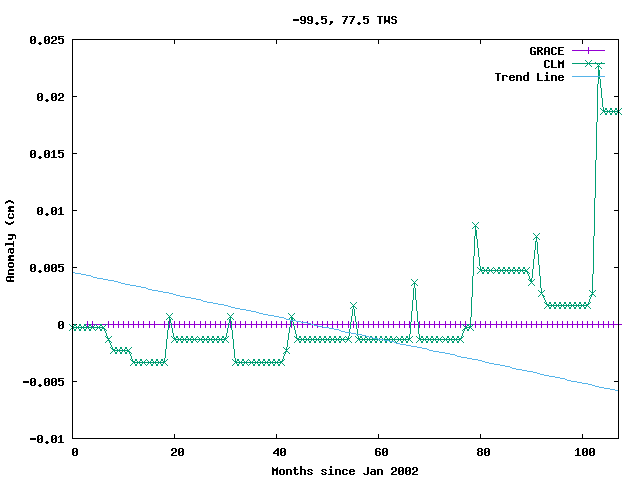 -99.5, 77.5 TWS
GRACE
CLM
Trend Line
0.025
0.02
0.015
0.01
0.005
0
-0.005
-0.01
Anomaly (cm)
0 20 40 60 80 100
Months since Jan 2002